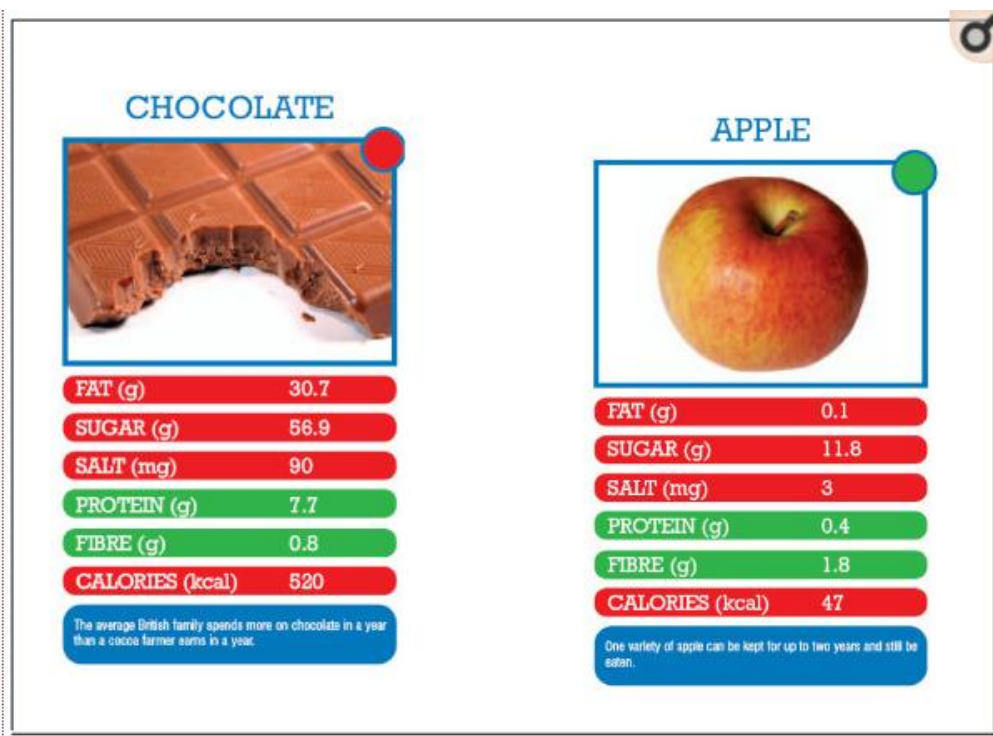 CHOCOLATE
FAT (g) 30.7
SUGAR (g) 56.9
SALT (mg) 90
PROTEIN (g) 7.7
FIBRE (g) 0.8
CALORIES (kcal) 520
The average British family spends more on chocolate in a year
than a cocoa farmer earns in a year.
APPLE
FAT (g) 0.1
SUGAR (g) 11.8
SALT (mg) 3
PROTEIN (g) 0.4
FIBRE (g) 1.8
CALORIES (kcal) 47
One variety of apple can be kept for up to two years and still be
eaten.